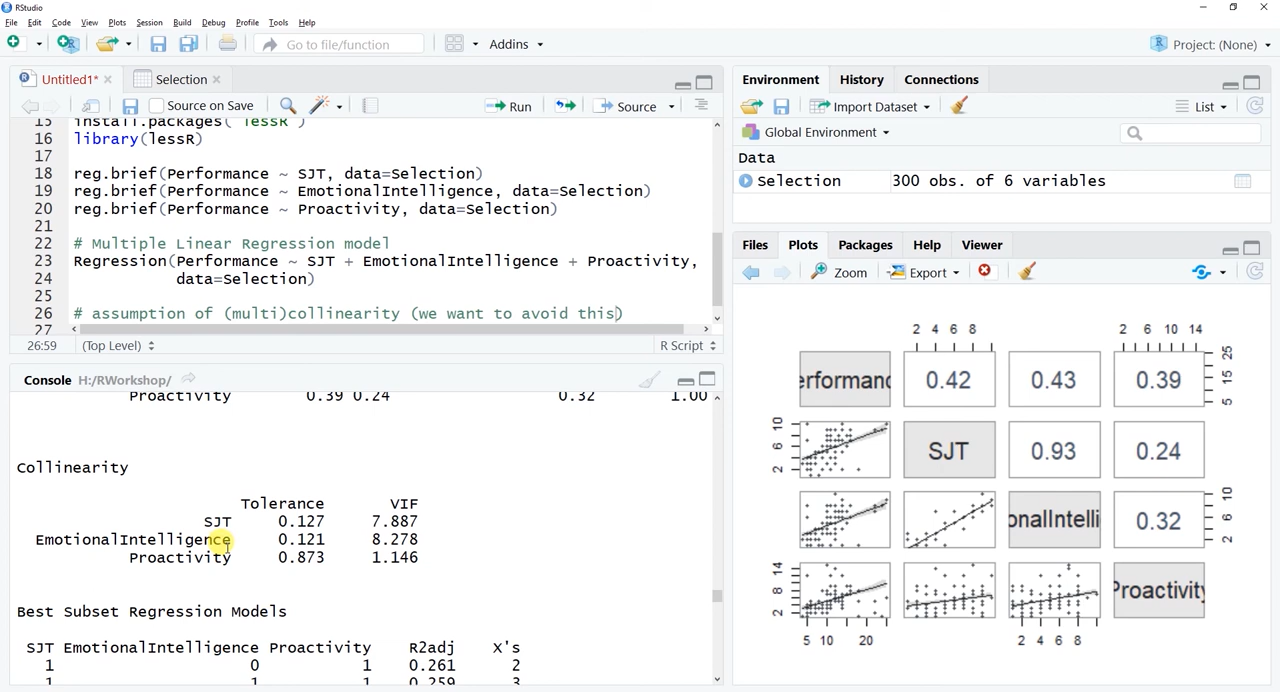 RStudio
File Edit Code View Plots Session Build Debug Profile Tools Help
Go to file/function
Addins
Project: (None)
Untitled1*
Selection
Source on Save
Run
Source
15 install.packages("lessR")
16 library(lessR)
17
18 reg.brief(Performance ~ SJT, data=Selection)
19 reg.brief(Performance ~ EmotionalIntelligence, data=Selection)
20 reg.brief(Performance ~ Proactivity, data=Selection)
21
22 # Multiple Linear Regression model
23 Regression(Performance ~ SJT + EmotionalIntelligence + Proactivity,
24 data=Selection)
25
26 # assumption of (multi)collinearity (we want to avoid this)
27
26:59 (Top Level) R Script
Console H:/RWorkshop/
Proactivity 0.39 0.24 0.32 1.00
Collinearity
Tolerance VIF
SJT 0.127 7.887
EmotionalIntelligence 0.121 8.278
Proactivity 0.873 1.146
Best Subset Regression Models
SJT EmotionalIntelligence Proactivity R2adj X's
1 0 1 0.261 2
1 1 1 0.259 3
Environment History Connections
Import Dataset
List
Global Environment
Data
Selection 300 obs. of 6 variables
Files Plots Packages Help Viewer
Zoom Export
2 4 6 8 2 6 10 14
erformanc 0.42 0.43 0.39 5 15 25
2 6 10 SJT 0.93 0.24
onalIntelli 0.32 2 6 10
2 8 14 Proactivity
5 10 20 2 4 6 8